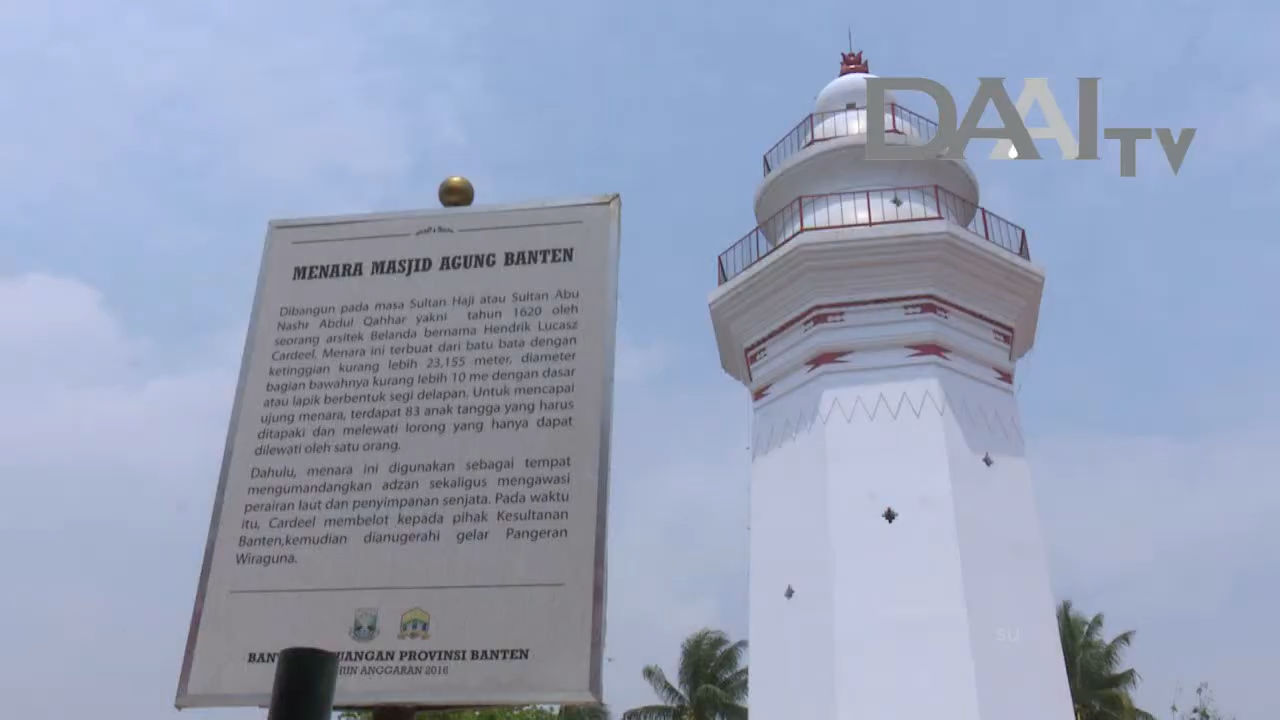 DAAI TV
MENARA MASJID AGUNG BANTEN
Dibangun pada masa Sultan Haji atau Sultan Abu
Nashr Abdul Qahhar yakni tahun 1620 oleh
seorang arsitek Belanda bernama Hendrik Lucasz
Cardeel. Menara ini terbuat dari batu bata dengan
ketinggian kurang lebih 23,155 meter, diameter
bagian bawahnya kurang lebih 10 me dengan dasar
atau lapik berbentuk segi delapan. Untuk mencapai
ujung menara, terdapat 83 anak tangga yang harus
ditapaki dan melewati lorong yang hanya dapat
dilewati oleh satu orang.
Dahulu, menara ini digunakan sebagai tempat
mengumandangkan adzan sekaligus mengawasi
perairan laut dan penyimpanan senjata. Pada waktu
itu, Cardeel membelot kepada pihak Kesultanan
Banten,kemudian dianugerahi gelar Pangeran
Wiraguna.
UANGAN PROVINSI BANTEN
ANGGARAN 2016
su